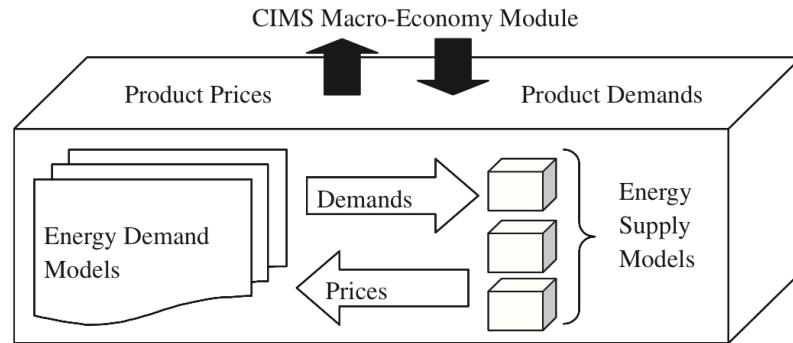 CIMS Macro-Economy Module
Product Prices
Product Demands
Energy Demand
Models
Demands
Prices
Energy
Supply
Models